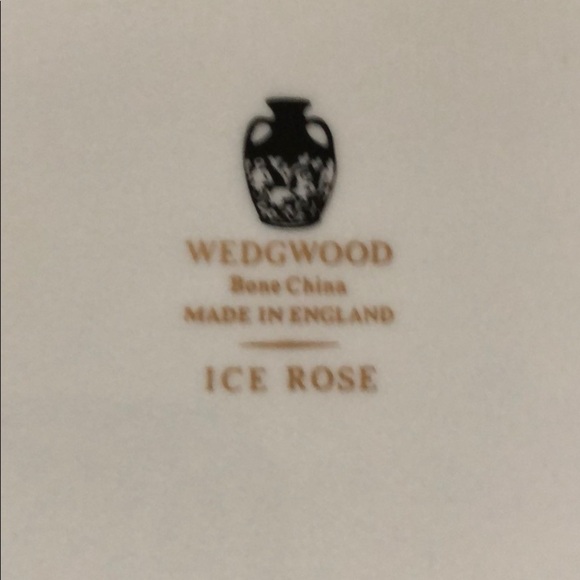 WEDGWOOD
Bone China
MADE IN ENGLAND
ICE ROSE